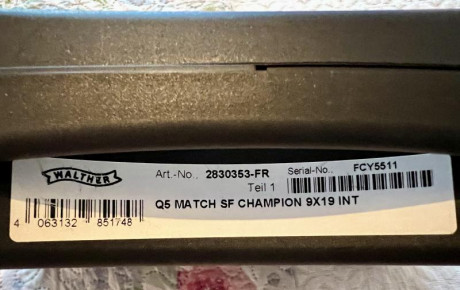 WALTHER
Art.-No.. 2830353-FR
Serial-No.. FCY5511
Teil 1
Q5 MATCH SF CHAMPION 9X19 INT
4 063132 851748